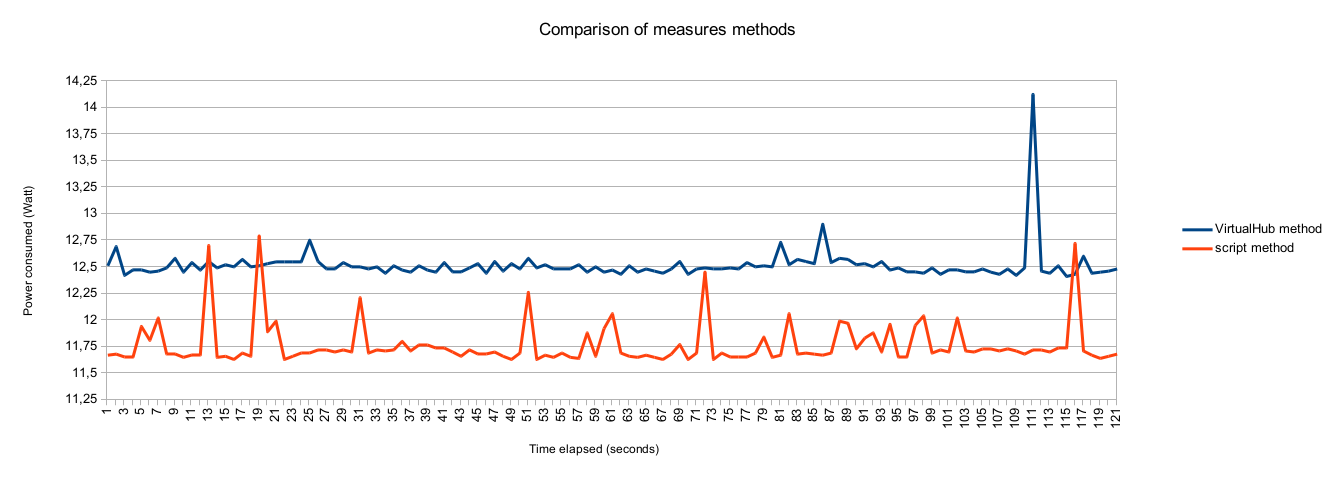 Comparison of measures methods
14,25
14
13,75
13,5
13,25
13
12,75
12,5
12,25
12
11,75
11,5
11,25
Power consumed (Watt)
1 3 5 7 9 11 13 15 17 19 21 23 25 27 29 31 33 35 37 39 41 43 45 47 49 51 53 55 57 59 61 63 65 67 69 71 73 75 77 79 81 83 85 87 89 91 93 95 97 99 101 103 105 107 109 111 113 115 117 119 121
Time elapsed (seconds)
VirtualHub method
script method